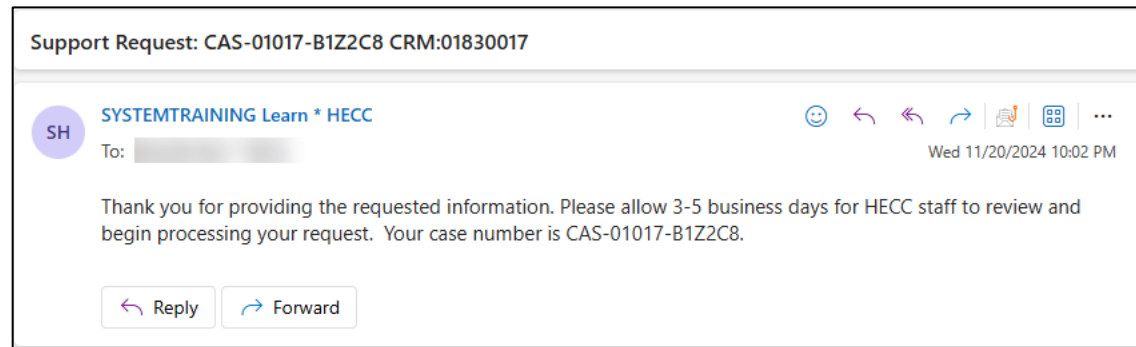 Support Request: CAS-01017-B1Z2C8 CRM:01830017
SH
SYSTEMTRAINING Learn * HECC
To:
Wed 11/20/2024 10:02 PM
Thank you for providing the requested information. Please allow 3-5 business days for HECC staff to review and
begin processing your request.  Your case number is CAS-01017-B1Z2C8.
Reply
Forward